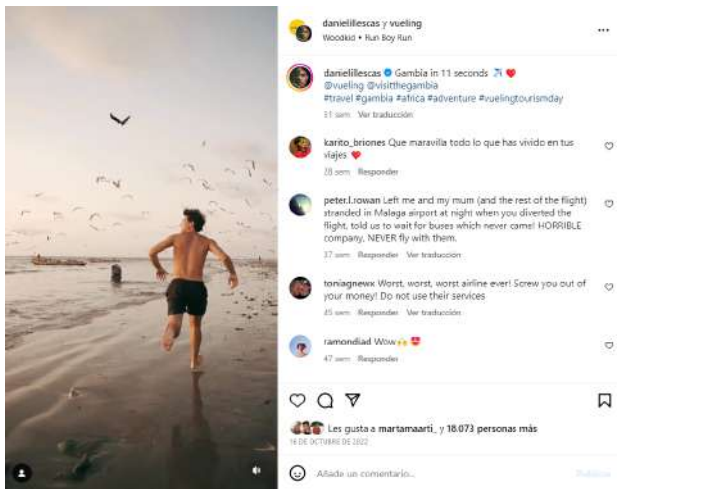 danielillescas y vueling
Woodkid • Run Boy Run
danielillescas Gambia in 11 seconds
@vueling @visitthegambia
#travel #gambia #africa #adventure #vuelingtourismday
51 sem Ver traducción
karito_briones Que maravilla todo lo que has vivido en tus
viajes
28 sem Responder
peter.l.rowan Left me and my mum (and the rest of the flight)
stranded in Malaga airport at night when you diverted the
flight, told us to wait for buses which never came! HORRIBLE
company. NEVER fly with them.
37 sem Responder Ver traducción
toniagnewx Worst, worst, worst airline ever! Screw you out of
your money! Do not use their services
45 sem Responder Ver traducción
ramondiad Wow
47 sem Responder
Les gusta a martamaarti_ y 18.073 personas más
16 DE OCTUBRE DE 2022
Añade un comentario...
Publicar